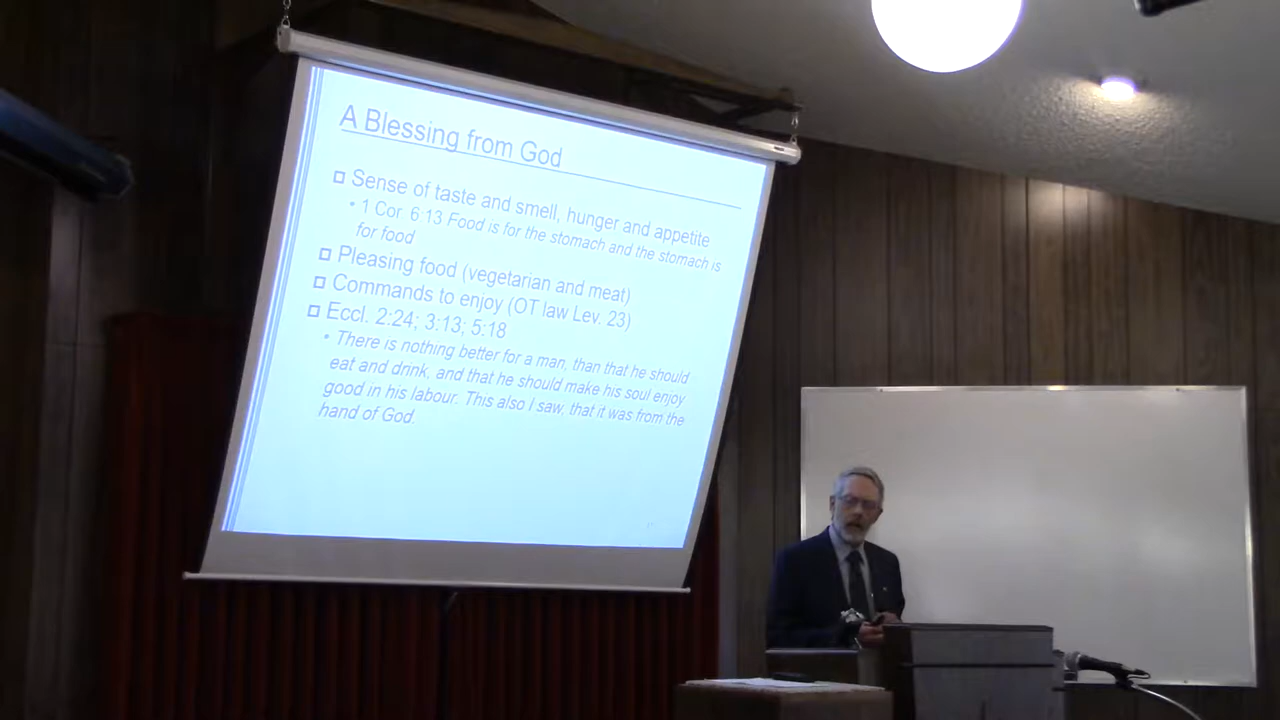 A Blessing from God
Sense of taste and smell, hunger and appetite
• 1 Cor 6:13 Food is for the stomach and the stomach is
for food
Pleasing food (vegetarian and meat)
Commands to enjoy (OT law Lev. 23)
Eccl. 2:24; 3:13; 5:18
• There is nothing better for a man, than that he should
eat and drink, and that he should make his soul enjoy
good in his labour. This also I saw, that it was from the
hand of God.